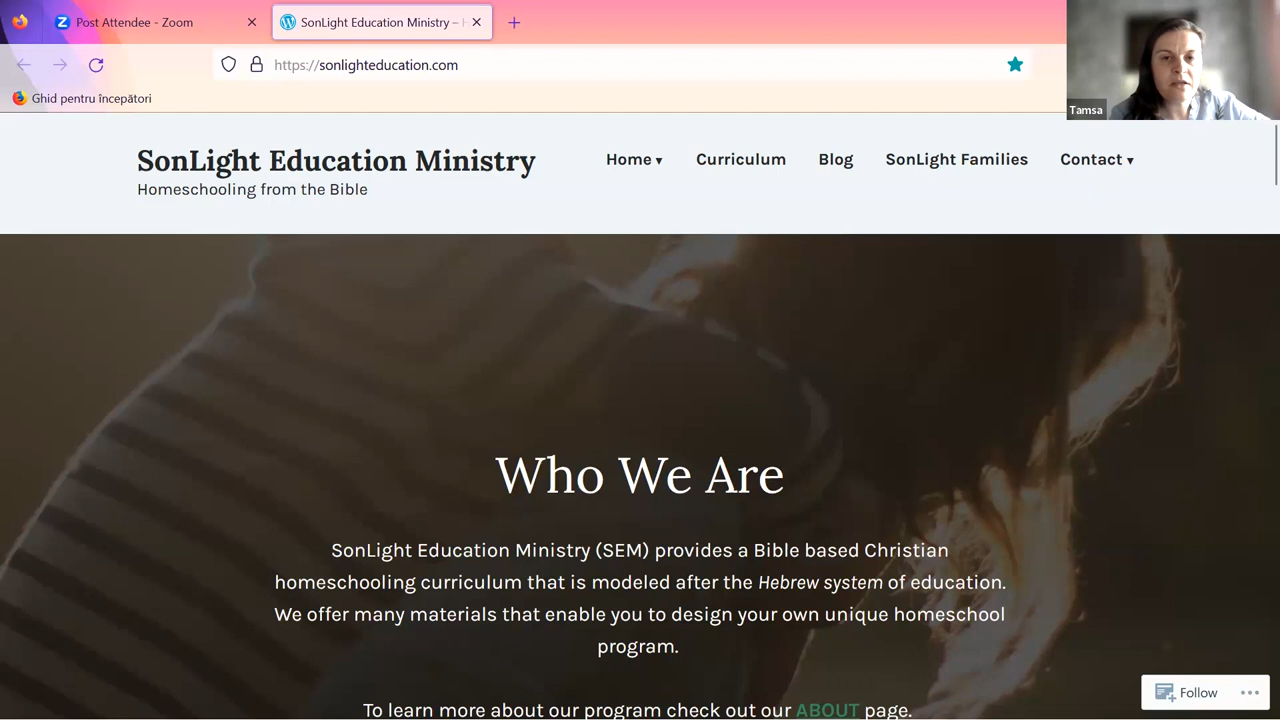 Post Attendee - Zoom
SonLight Education Ministry –
https://sonlighteducation.com
Ghid pentru începători
Tamsa
SonLight Education Ministry
Homeschooling from the Bible
Home ▾ Curriculum Blog SonLight Families Contact ▾
Who We Are
SonLight Education Ministry (SEM) provides a Bible based Christian
homeschooling curriculum that is modeled after the Hebrew system of education.
We offer many materials that enable you to design your own unique homeschool
program.
To learn more about our program check out our ABOUT page.
Follow